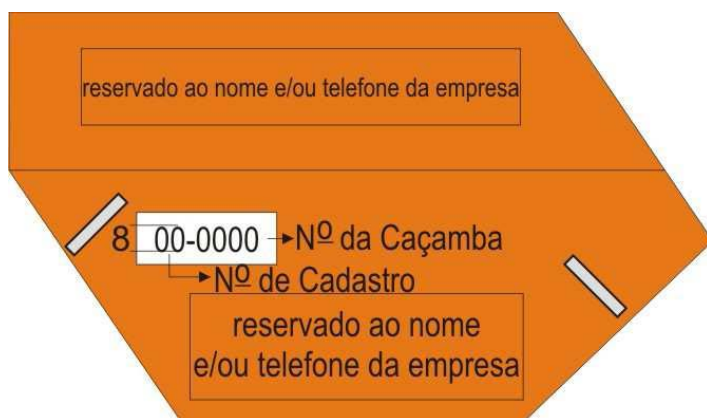 reservado ao nome e/ou telefone da empresa
8 00-0000 Nº da Caçamba
Nº de Cadastro
reservado ao nome
e/ou telefone da empresa